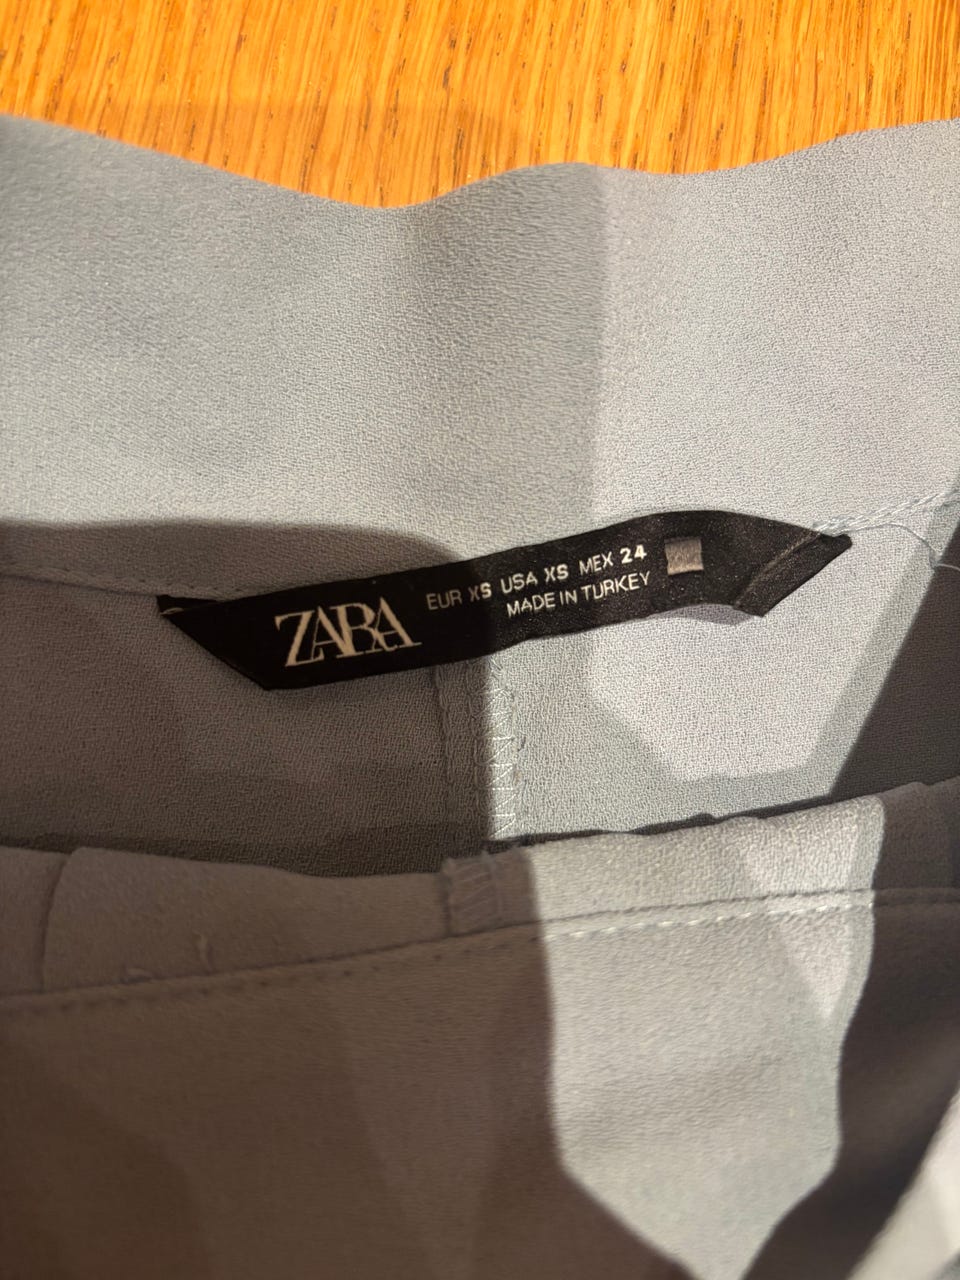 ZARA
EUR XS USA XS MEX 24
MADE IN TURKEY